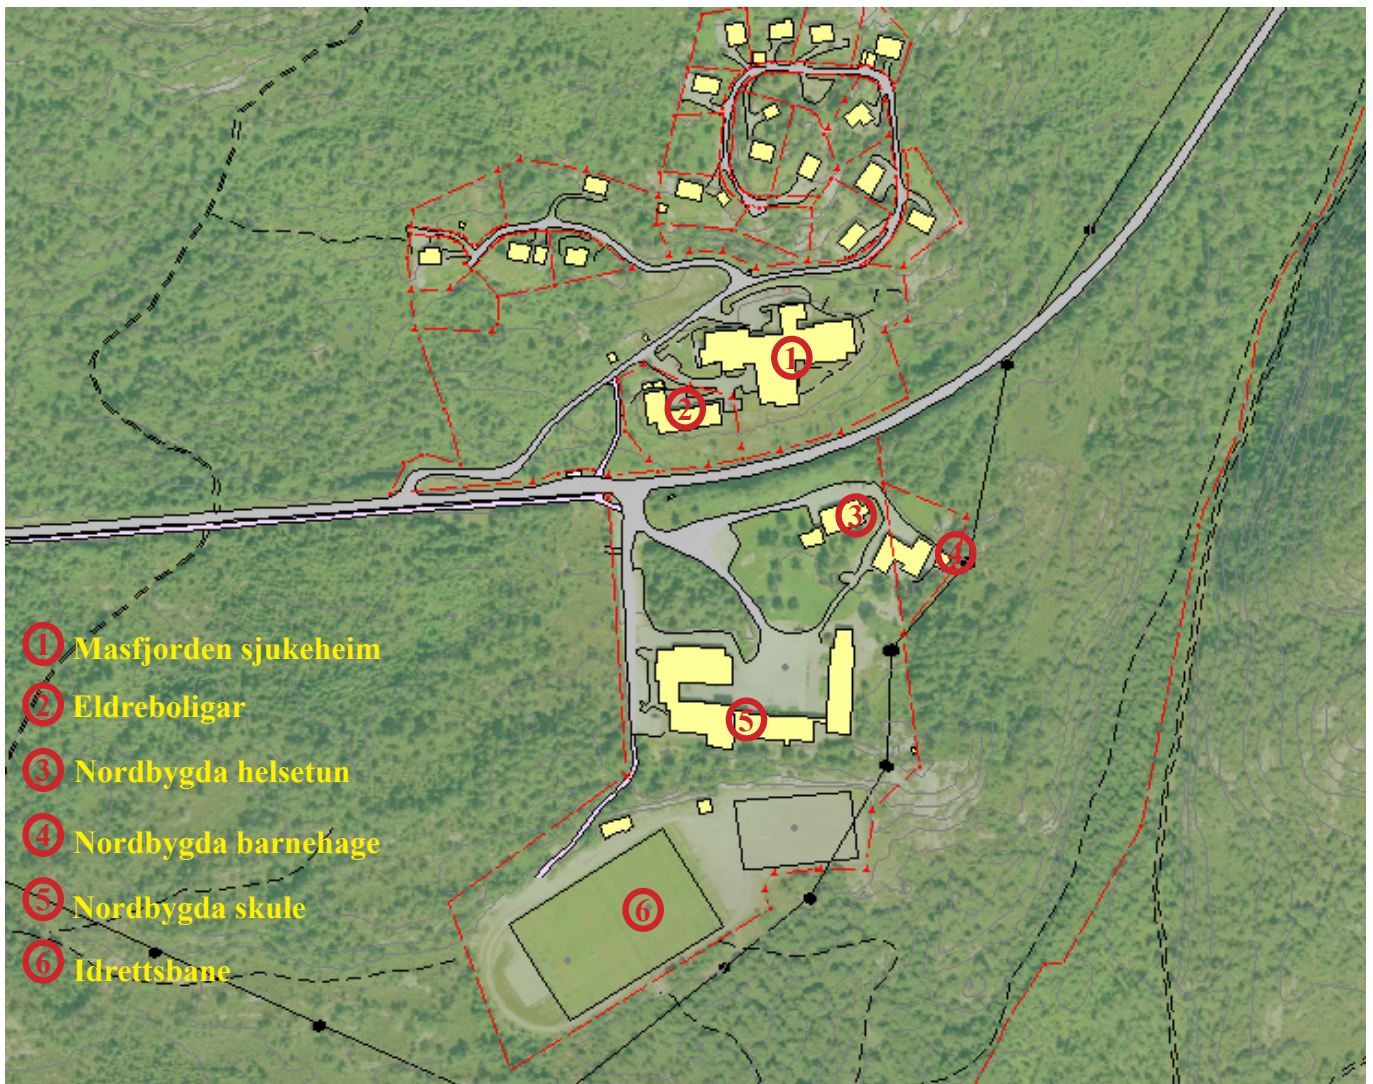 1
2
3
4
1 Masfjorden sjukeheim
2 Eldreboligar
5
3 Nordbygda helsetun
4 Nordbygda barnehage
5 Nordbygda skule
6
6 Idrettsbane